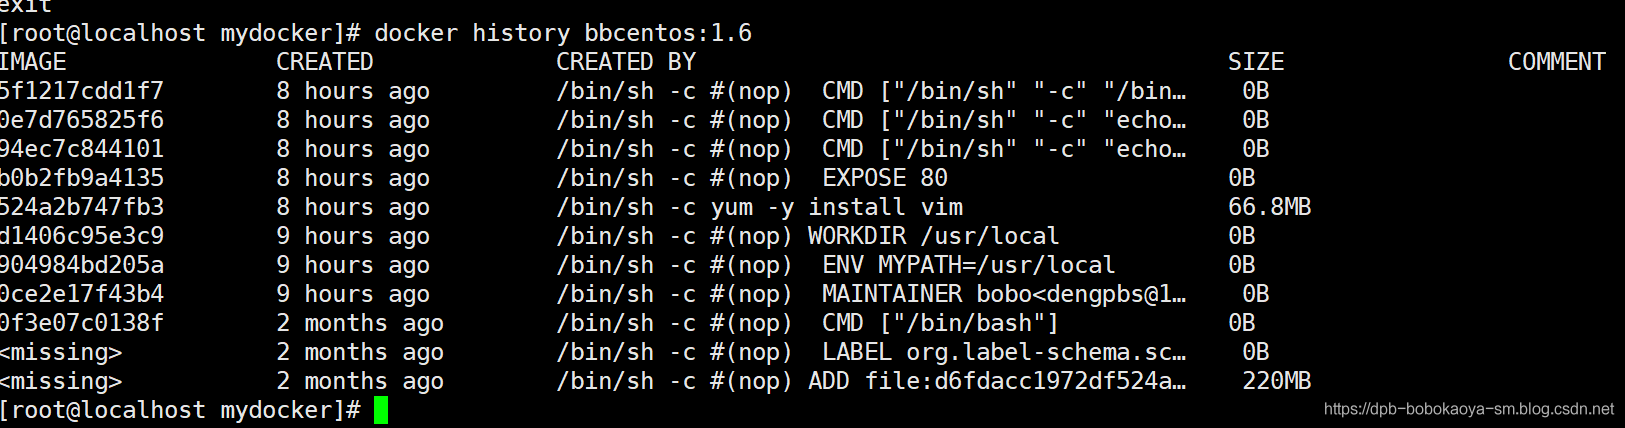 exit
[root@localhost mydocker]# docker history bbcentos:1.6
IMAGE CREATED CREATED BY SIZE COMMENT
5f1217cdd1f7 8 hours ago /bin/sh -c #(nop) CMD ["/bin/sh" "-c" "/bin… 0B
0e7d765825f6 8 hours ago /bin/sh -c #(nop) CMD ["/bin/sh" "-c" "echo… 0B
94ec7c844101 8 hours ago /bin/sh -c #(nop) CMD ["/bin/sh" "-c" "echo… 0B
b0b2fb9a4135 8 hours ago /bin/sh -c #(nop) EXPOSE 80 0B
524a2b747fb3 8 hours ago /bin/sh -c yum -y install vim 66.8MB
d1406c95e3c9 9 hours ago /bin/sh -c #(nop) WORKDIR /usr/local 0B
904984bd205a 9 hours ago /bin/sh -c #(nop) ENV MYPATH=/usr/local 0B
0ce2e17f43b4 9 hours ago /bin/sh -c #(nop) MAINTAINER bobo<dengpbs@1… 0B
0f3e07c0138f 2 months ago /bin/sh -c #(nop) CMD ["/bin/bash"] 0B
<missing> 2 months ago /bin/sh -c #(nop) LABEL org.label-schema.sc… 0B
<missing> 2 months ago /bin/sh -c #(nop) ADD file:d6fdacc1972df524a… 220MB
[root@localhost mydocker]#
https://dpb-bobokaoya-sm.blog.csdn.net